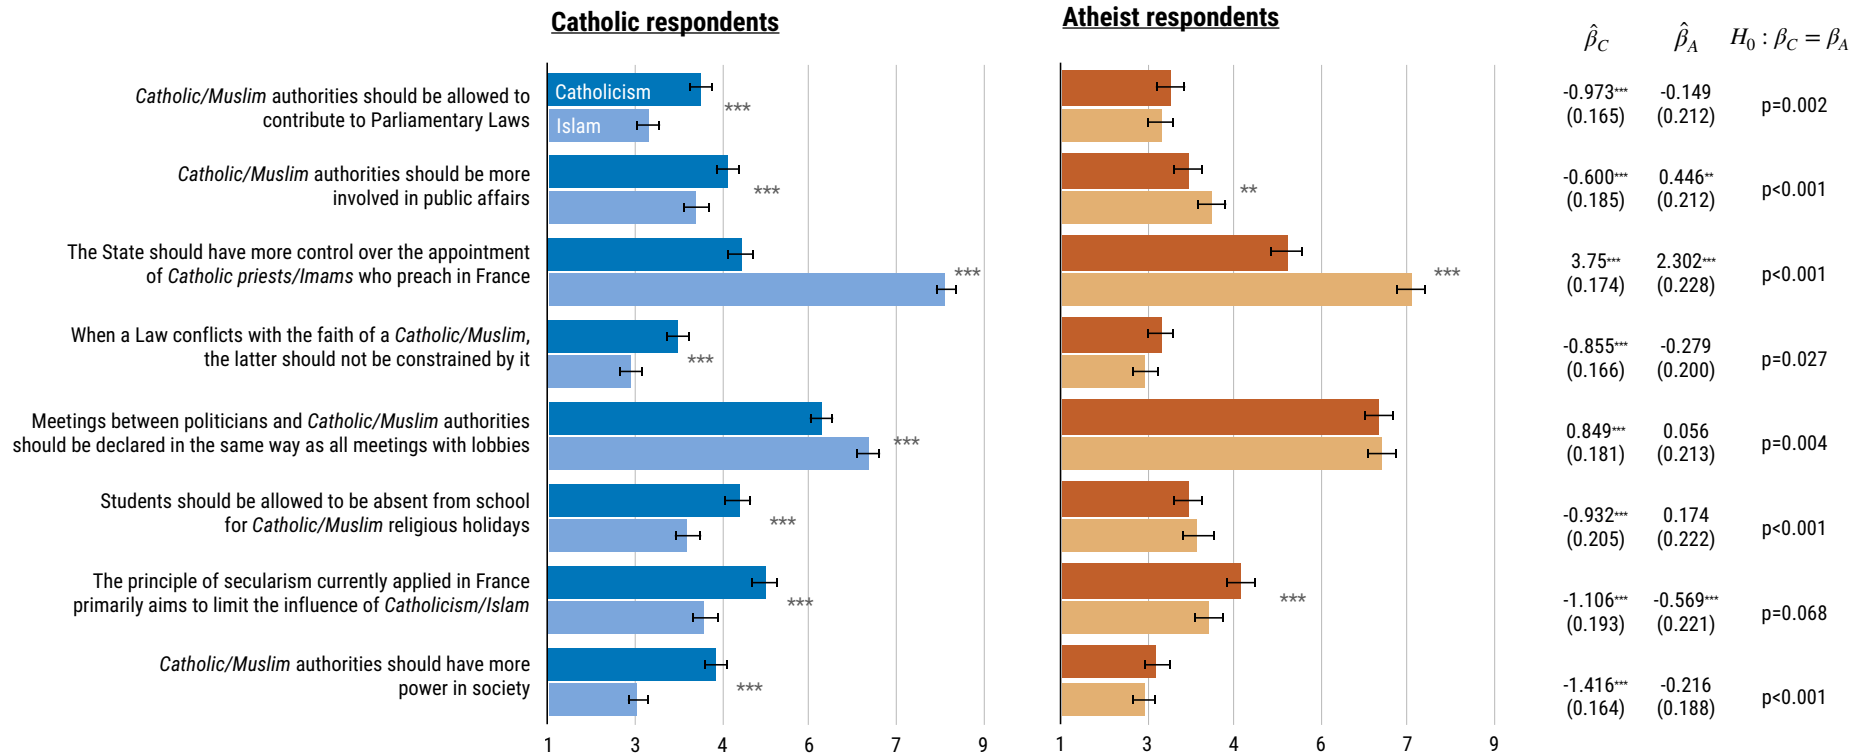 Catholic respondents
Atheist respondents
β̂_C β̂_A H₀ : β_C = β_A
Catholic/Muslim authorities should be allowed to
contribute to Parliamentary Laws
Catholicism
Islam
***
-0.973*** -0.149
(0.165) (0.212)
p=0.002
Catholic/Muslim authorities should be more
involved in public affairs
***
**
-0.600*** 0.446**
(0.185) (0.212)
p<0.001
The State should have more control over the appointment
of Catholic priests/Imams who preach in France
***
***
3.75*** 2.302***
(0.174) (0.228)
p<0.001
When a Law conflicts with the faith of a Catholic/Muslim,
the latter should not be constrained by it
***
-0.855*** -0.279
(0.166) (0.200)
p=0.027
Meetings between politicians and Catholic/Muslim authorities
should be declared in the same way as all meetings with lobbies
***
0.849*** 0.056
(0.181) (0.213)
p=0.004
Students should be allowed to be absent from school
for Catholic/Muslim religious holidays
***
-0.932*** 0.174
(0.205) (0.222)
p<0.001
The principle of secularism currently applied in France
primarily aims to limit the influence of Catholicism/Islam
***
***
-1.106*** -0.569***
(0.193) (0.221)
p=0.068
Catholic/Muslim authorities should have more
power in society
***
-1.416*** -0.216
(0.164) (0.188)
p<0.001
1 3 4 6 7 9
1 3 4 6 7 9